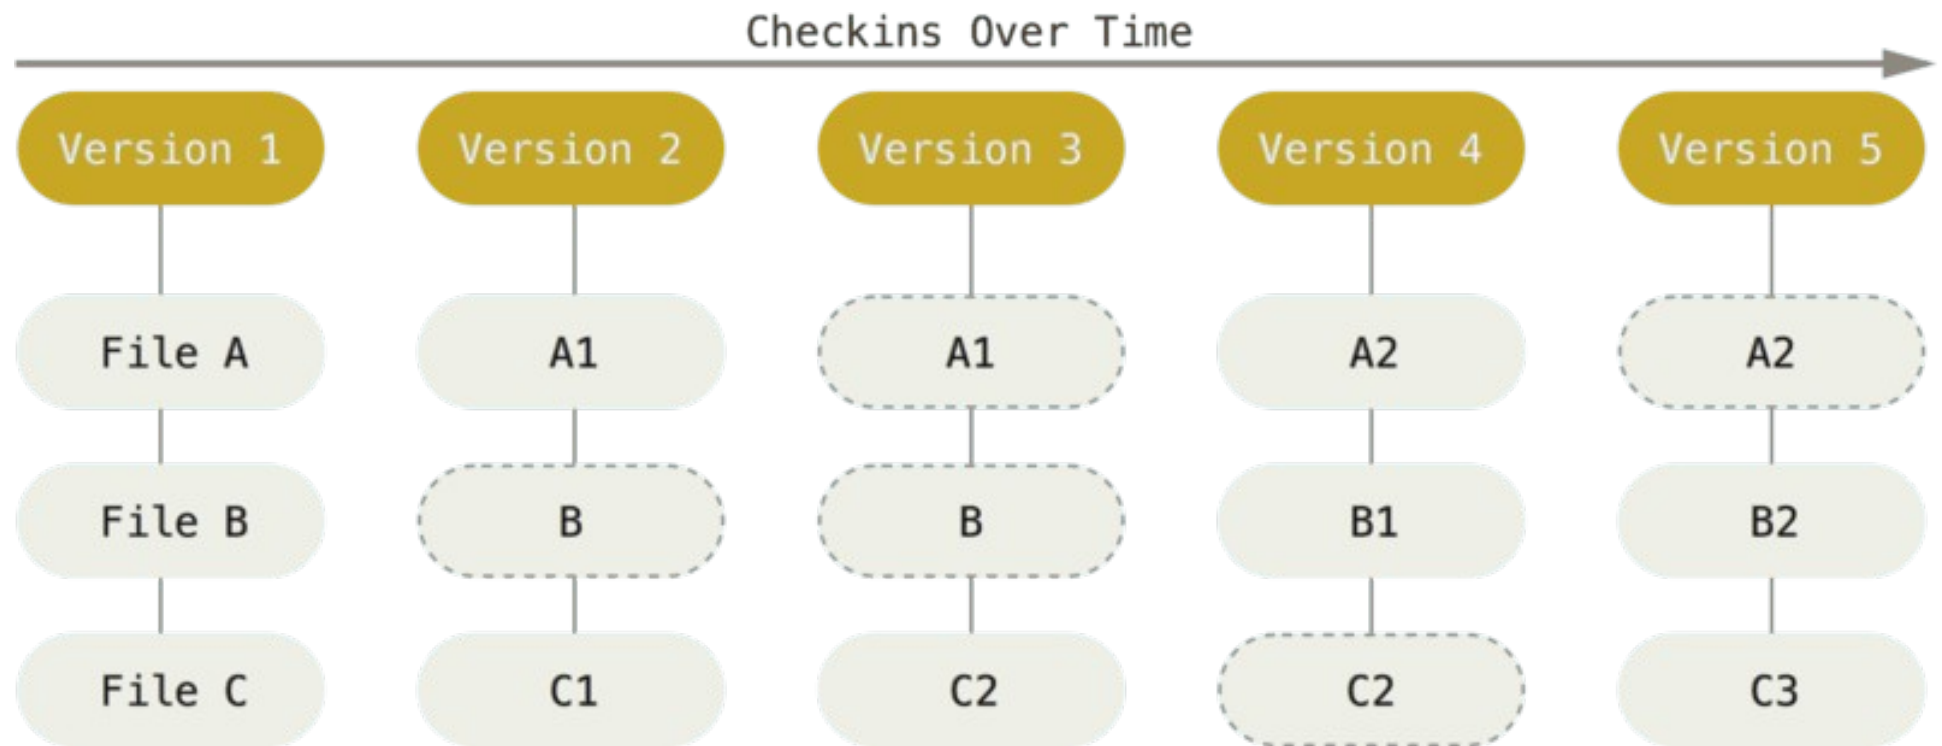 Checkins Over Time
Version 1 Version 2 Version 3 Version 4 Version 5
File A A1 A1 A2 A2
File B B B B1 B2
File C C1 C2 C2 C3